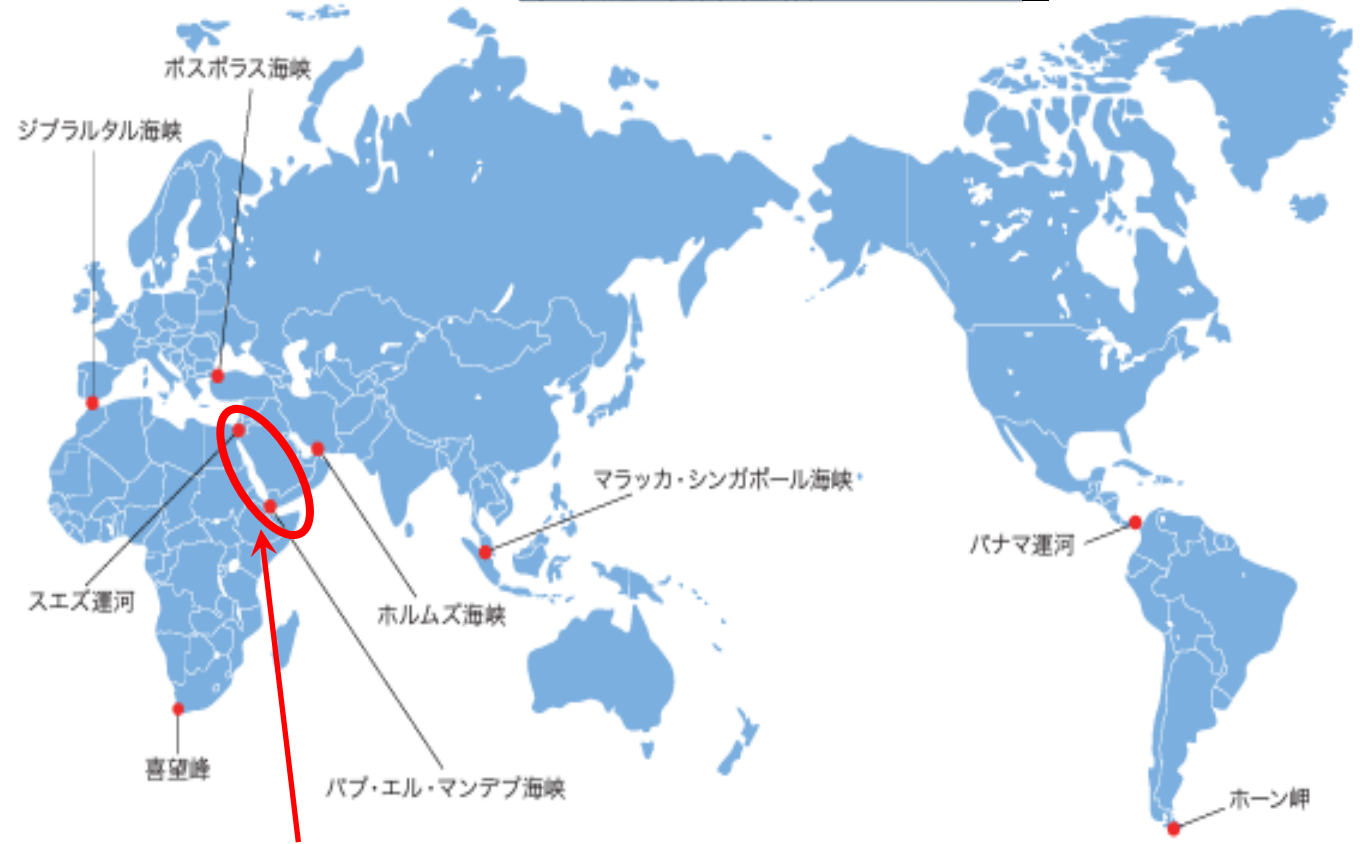 ボスポラス海峡
ジブラルタル海峡
マラッカ・シンガポール海峡
パナマ運河
スエズ運河
ホルムズ海峡
喜望峰
バブ・エル・マンデブ海峡
ホーン岬